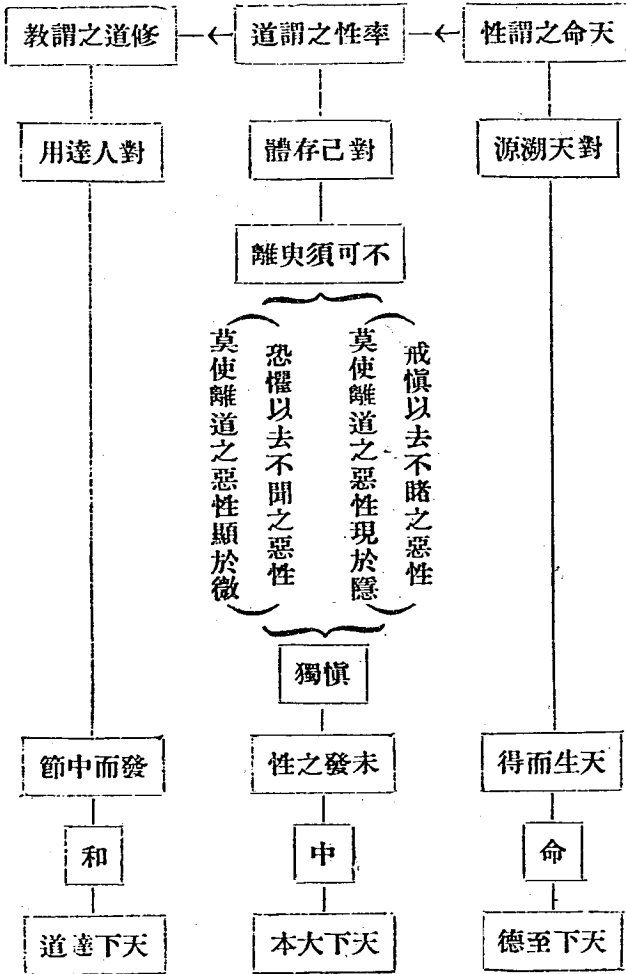 天命之謂性
率性之謂道
修道之謂教
對天溯源
對己存體
對人達用
不可須臾離
戒愼以去不睹之惡性
莫使離道之惡性現於隱
恐懼以去不聞之惡性
莫使離道之惡性顯於微
愼獨
天生而得
未發之性
發而中節
命
中
和
天下至德
天下大本
天下達道